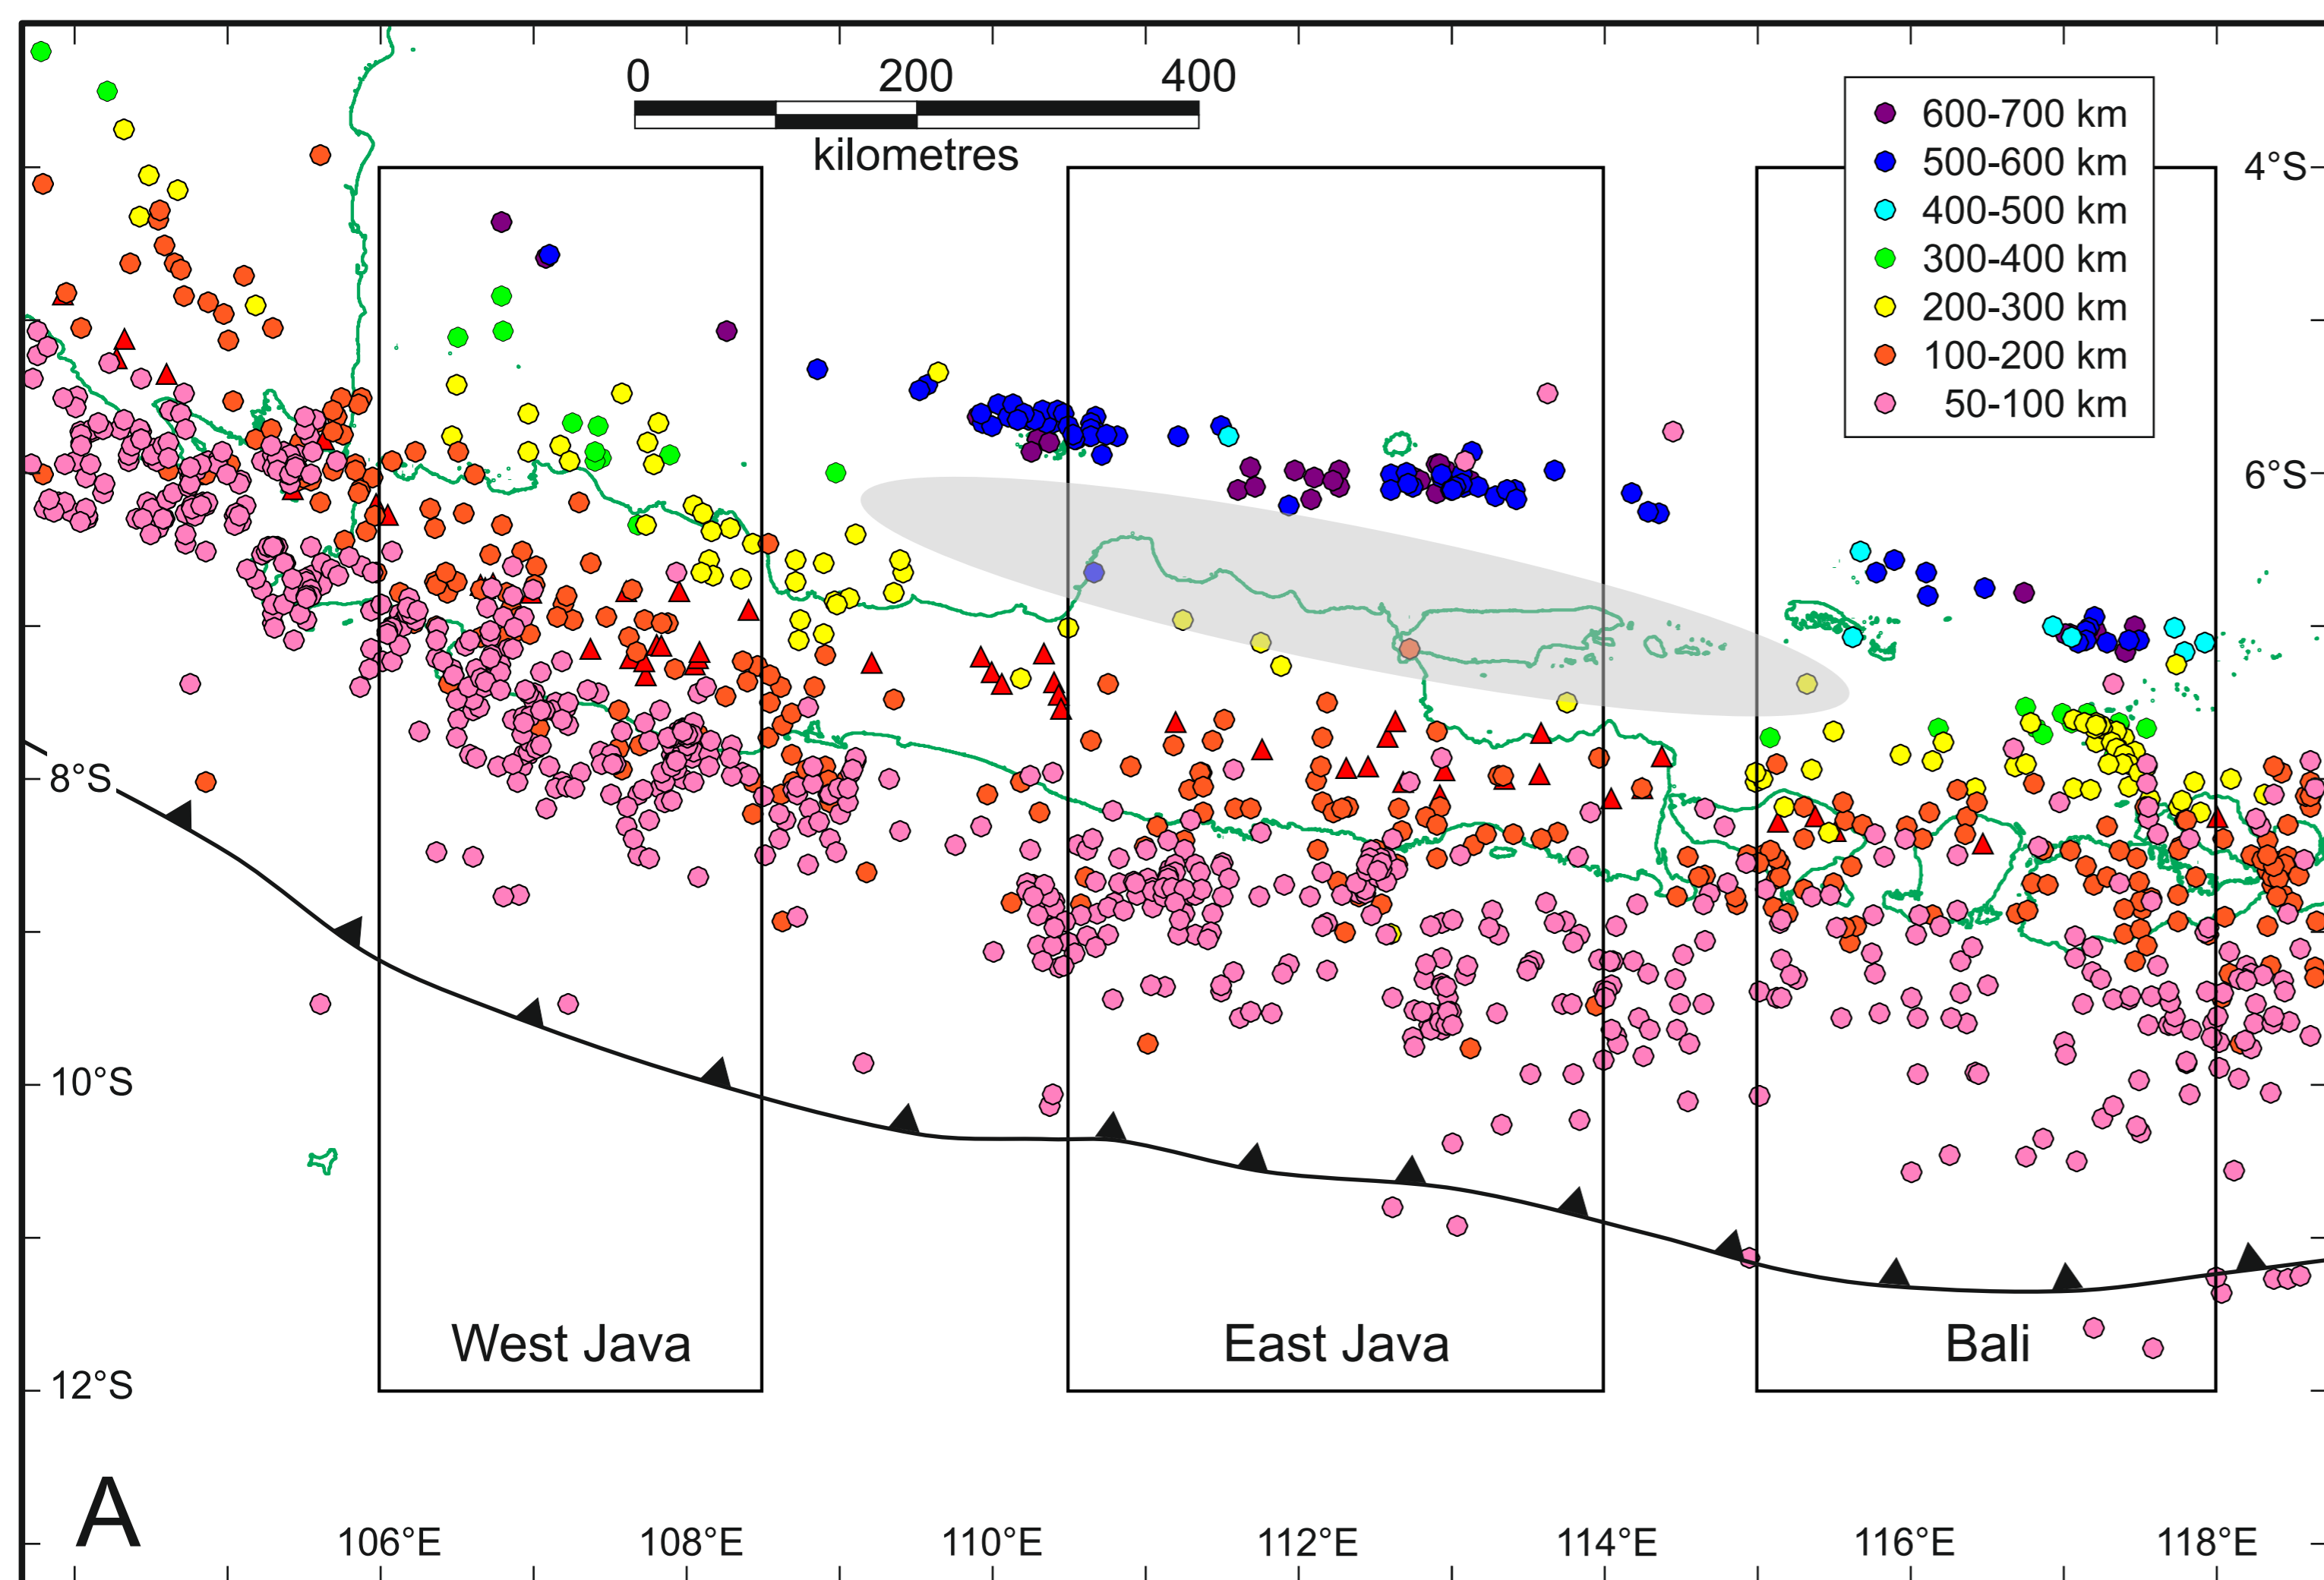 0 200 400
kilometres
600-700 km
500-600 km
400-500 km
300-400 km
200-300 km
100-200 km
50-100 km
4°S
6°S
8°S
10°S
12°S
West Java
East Java
Bali
A
106°E 108°E 110°E 112°E 114°E 116°E 118°E